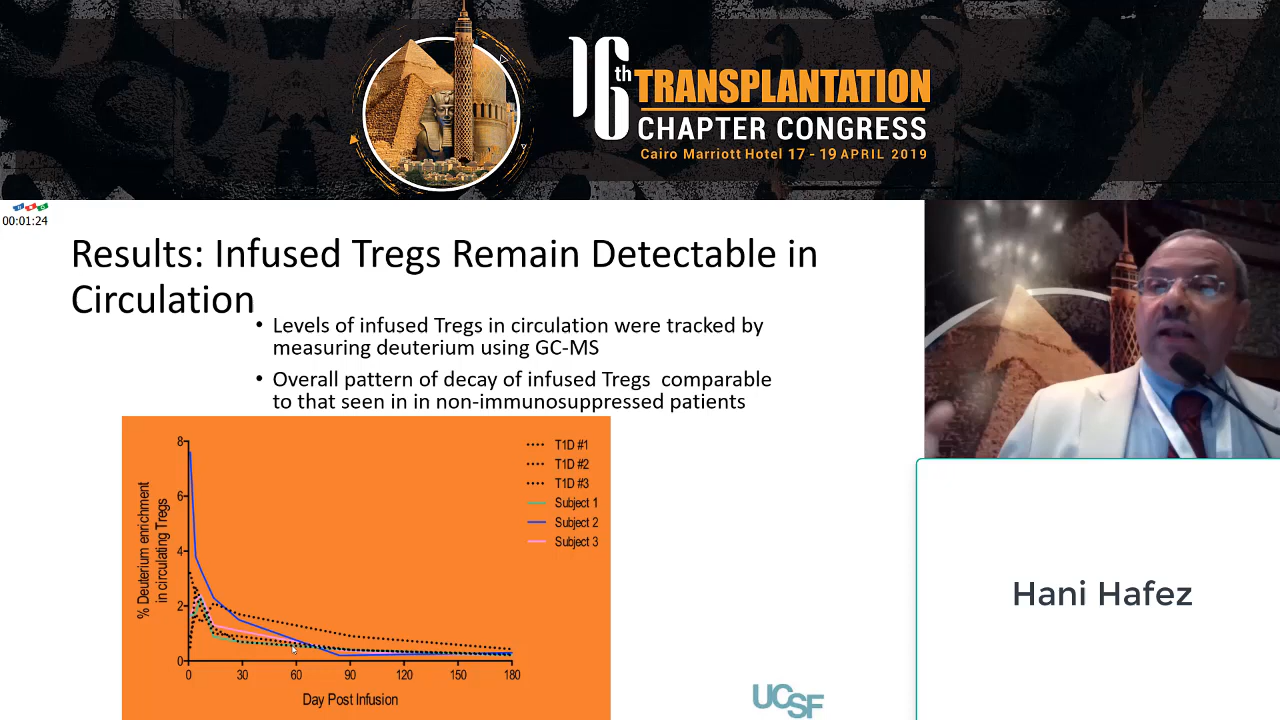 16th TRANSPLANTATION
CHAPTER CONGRESS
Cairo Marriott Hotel 17 - 19 APRIL 2019
00:01:24
Results: Infused Tregs Remain Detectable in
Circulation
• Levels of infused Tregs in circulation were tracked by
measuring deuterium using GC-MS
• Overall pattern of decay of infused Tregs comparable
to that seen in in non-immunosuppressed patients
% Deuterium enrichment
in circulating Tregs
8
6
4
2
0
0 30 60 90 120 150 180
Day Post Infusion
T1D #1
T1D #2
T1D #3
Subject 1
Subject 2
Subject 3
UCSF
Hani Hafez